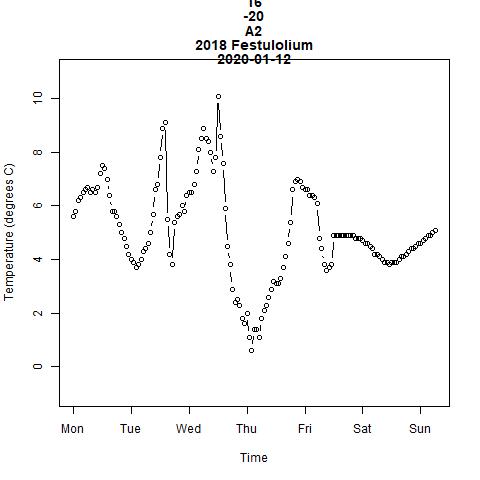 16
-20
A2
2018 Festulolium
2020-01-12
Temperature (degrees C)
10
8
6
4
2
0
Mon Tue Wed Thu Fri Sat Sun
Time